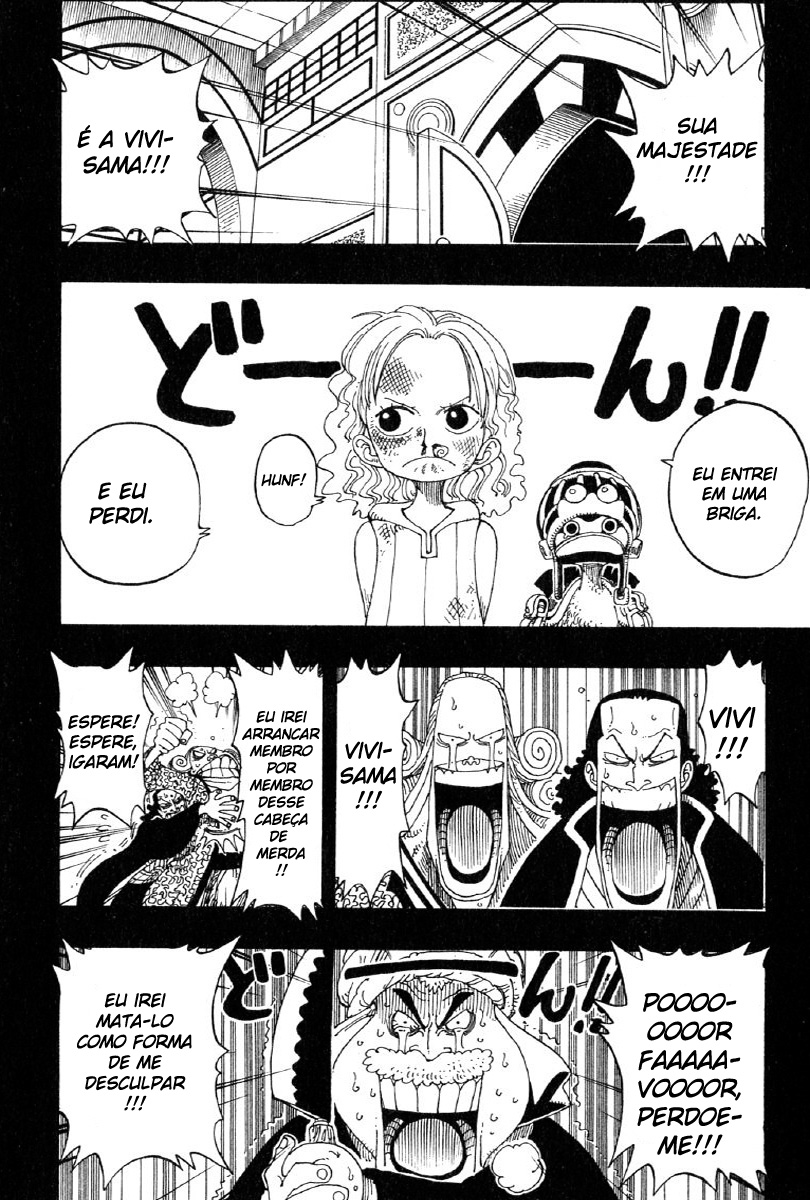 SUA
MAJESTADE
!!!
É A VIVI-
SAMA!!!
どーーん!!
EU ENTREI
EM UMA
BRIGA.
HUNF!
E EU
PERDI.
VIVI
!!!
VIVI-
SAMA
!!!
EU IREI
ARRANCAR
MEMBRO
POR
MEMBRO
DESSE
CABEÇA
DE
MERDA
!!
ESPERE!
ESPERE,
IGARAM!
POOOO-
OOOOR
FAAAAA-
VOOOOR,
PERDOE-
ME!!!
どん!!
EU IREI
MATA-LO
COMO FORMA
DE ME
DESCULPAR
!!!